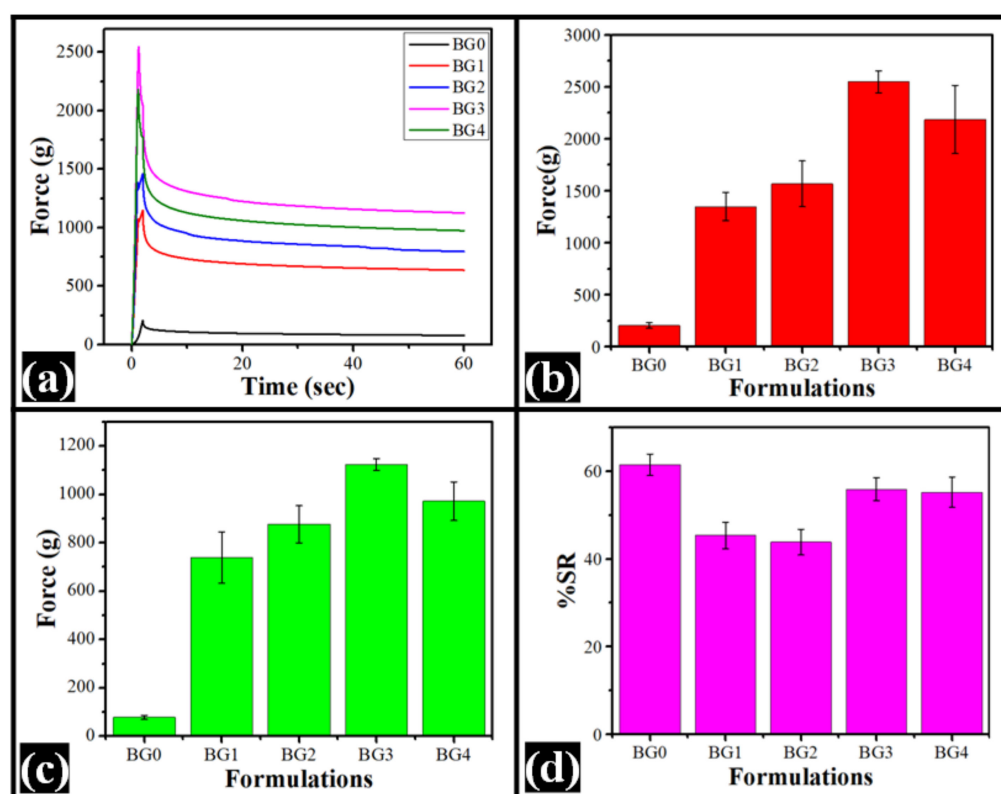 2500
2000
1500
1000
500
0
Force (g)
BG0
BG1
BG2
BG3
BG4
0 20 40 60
Time (sec)
(a)
3000
2500
2000
1500
1000
500
0
Force(g)
BG0 BG1 BG2 BG3 BG4
Formulations
(b)
1200
1000
800
600
400
200
0
Force (g)
BG0 BG1 BG2 BG3 BG4
Formulations
(c)
60
40
20
0
%SR
BG0 BG1 BG2 BG3 BG4
Formulations
(d)